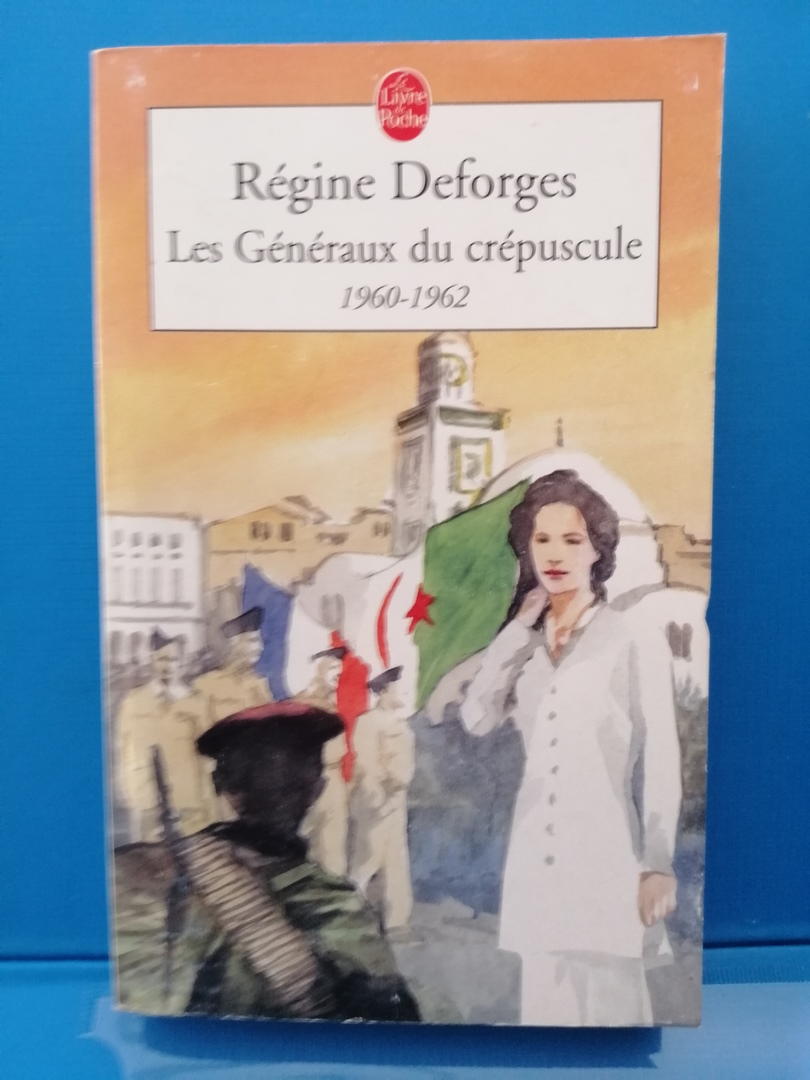 Le
Livre
de
Poche
Régine Deforges
Les Généraux du crépuscule
1960-1962